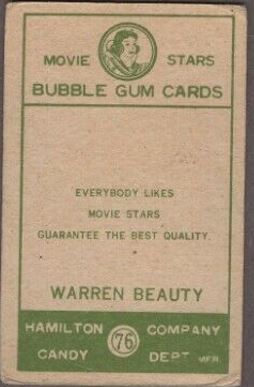 MOVIE STARS
BUBBLE GUM CARDS
EVERYBODY LIKES
MOVIE STARS
GUARANTEE THE BEST QUALITY.
WARREN BEAUTY
HAMILTON 76 COMPANY
CANDY DEPT MFR.